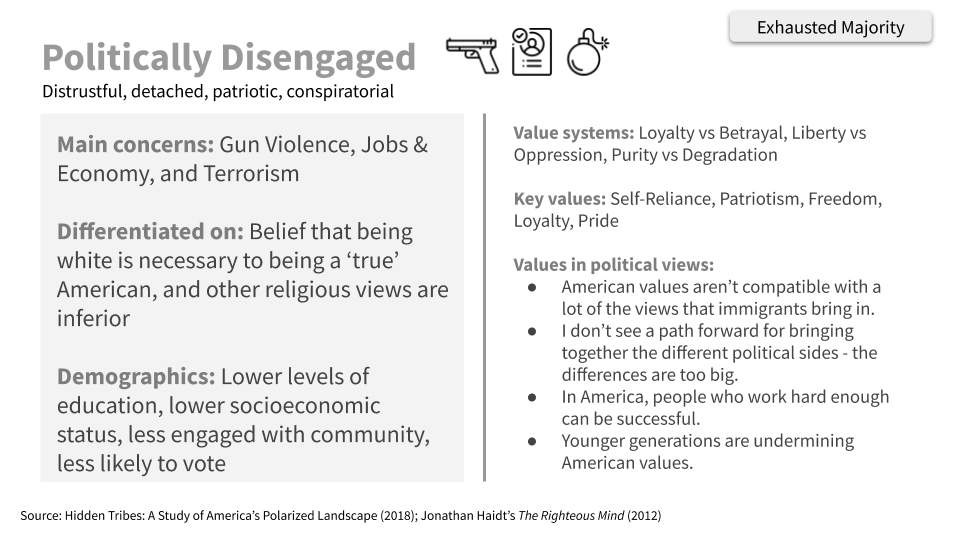 Exhausted Majority
Politically Disengaged
Distrustful, detached, patriotic, conspiratorial
Main concerns: Gun Violence, Jobs &
Economy, and Terrorism
Differentiated on: Belief that being
white is necessary to being a ‘true’
American, and other religious views are
inferior
Demographics: Lower levels of
education, lower socioeconomic
status, less engaged with community,
less likely to vote
Value systems: Loyalty vs Betrayal, Liberty vs
Oppression, Purity vs Degradation
Key values: Self-Reliance, Patriotism, Freedom,
Loyalty, Pride
Values in political views:
● American values aren’t compatible with a
lot of the views that immigrants bring in.
● I don’t see a path forward for bringing
together the different political sides - the
differences are too big.
● In America, people who work hard enough
can be successful.
● Younger generations are undermining
American values.
Source: Hidden Tribes: A Study of America’s Polarized Landscape (2018); Jonathan Haidt’s The Righteous Mind (2012)